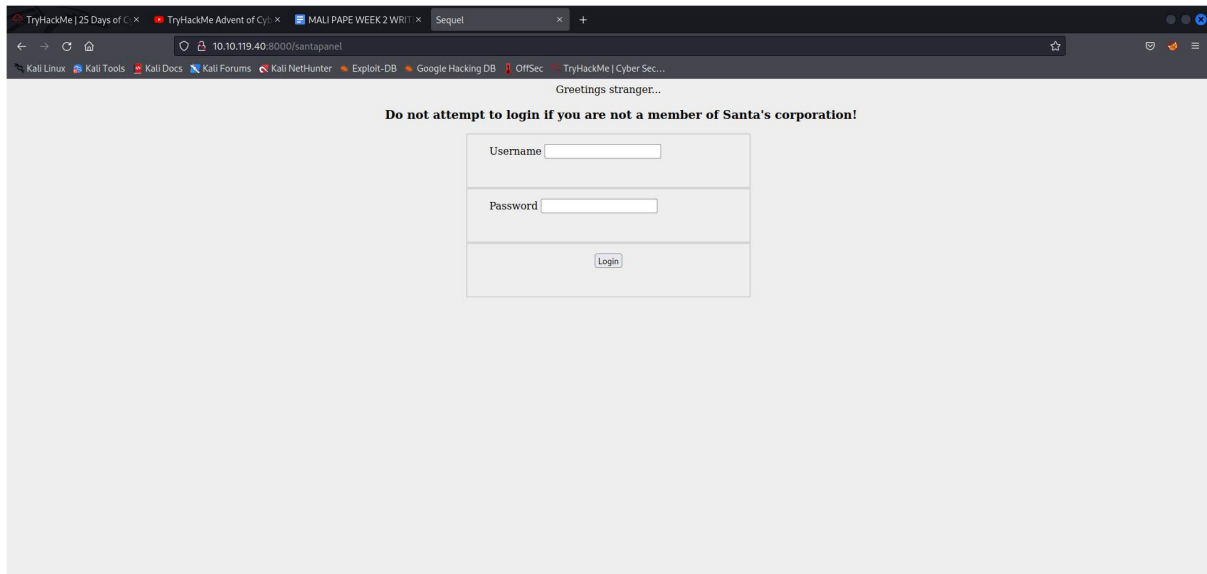 TryHackMe | 25 Days of C
TryHackMe Advent of Cyb
MALI PAPE WEEK 2 WRIT
Sequel
10.10.119.40:8000/santapanel
Kali Linux
Kali Tools
Kali Docs
Kali Forums
Kali NetHunter
Exploit-DB
Google Hacking DB
OffSec
TryHackMe | Cyber Sec...
Greetings stranger...
Do not attempt to login if you are not a member of Santa's corporation!
Username
Password
Login